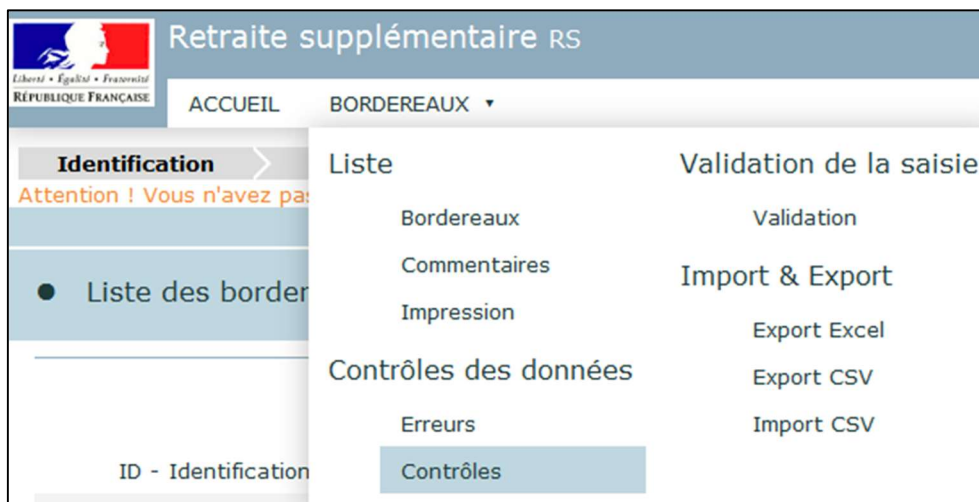 Retraite supplémentaire RS
Liberté • Égalité • Fraternité
RÉPUBLIQUE FRANÇAISE
ACCUEIL
BORDEREAUX ▾
Identification
Attention ! Vous n'avez pas
● Liste des border
ID - Identification
Liste
Bordereaux
Commentaires
Impression
Contrôles des données
Erreurs
Contrôles
Validation de la saisie
Validation
Import & Export
Export Excel
Export CSV
Import CSV